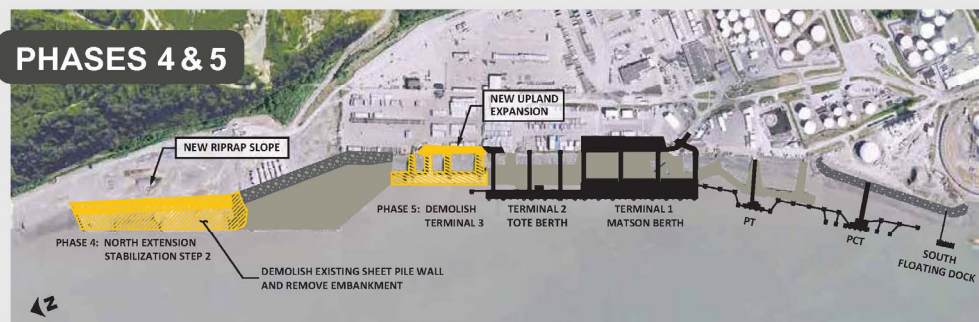 PHASES 4 & 5
NEW RIPRAP SLOPE
NEW UPLAND
EXPANSION
PHASE 4: NORTH EXTENSION
STABILIZATION STEP 2
DEMOLISH EXISTING SHEET PILE WALL
AND REMOVE EMBANKMENT
PHASE 5: DEMOLISH
TERMINAL 3
TERMINAL 2
TOTE BERTH
TERMINAL 1
MATSON BERTH
PT
PCT
SOUTH
FLOATING DOCK
N